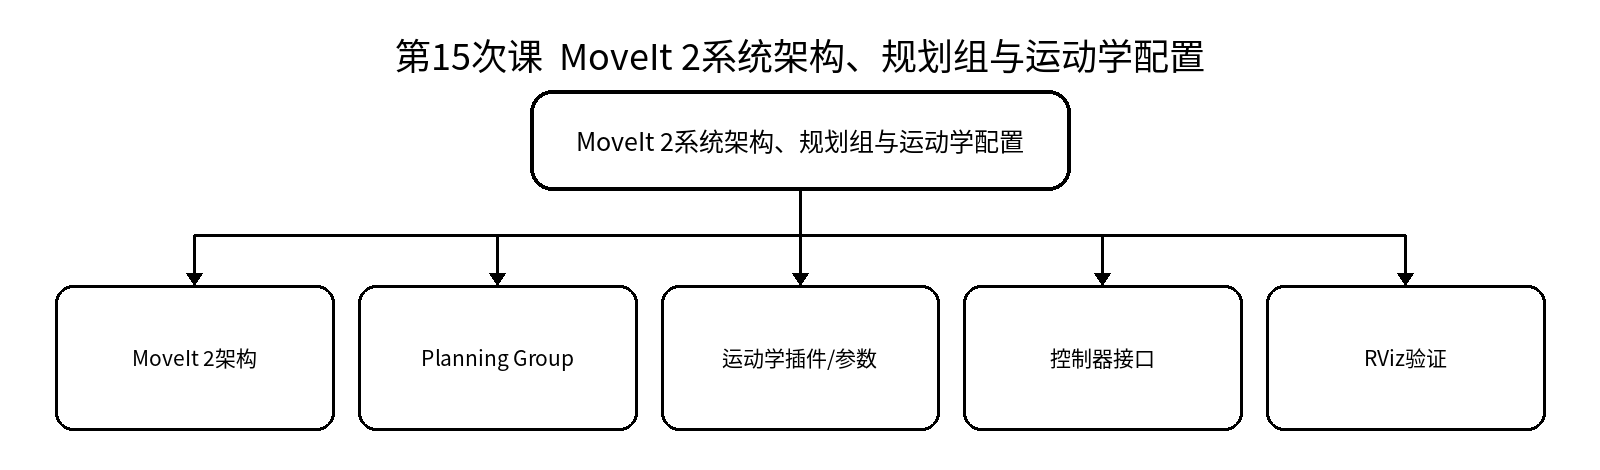 第15次课 MoveIt 2系统架构、规划组与运动学配置
MoveIt 2系统架构、规划组与运动学配置
MoveIt 2架构
Planning Group
运动学插件/参数
控制器接口
RViz验证